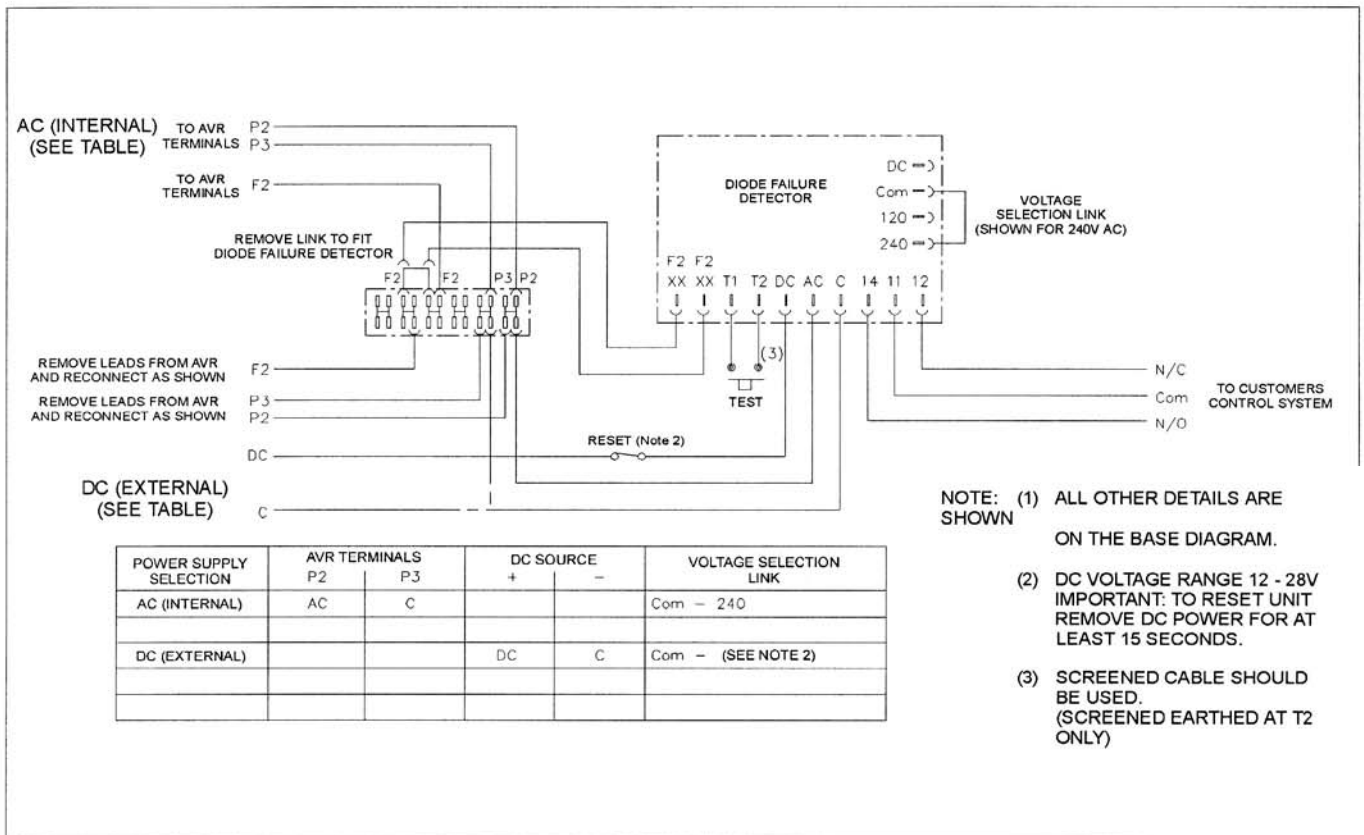 AC (INTERNAL)
(SEE TABLE)
TO AVR
TERMINALS
P2
P3
TO AVR
TERMINALS
F2
REMOVE LINK TO FIT
DIODE FAILURE DETECTOR
F2 F2 P3 P2
REMOVE LEADS FROM AVR
AND RECONNECT AS SHOWN
F2
REMOVE LEADS FROM AVR
AND RECONNECT AS SHOWN
P3
P2
DC
DC (EXTERNAL)
(SEE TABLE)
C
RESET (Note 2)
DIODE FAILURE
DETECTOR
DC
Com
120
240
VOLTAGE
SELECTION LINK
(SHOWN FOR 240V AC)
F2 F2
XX XX T1 T2 DC AC C 14 11 12
(3)
TEST
N/C
Com
N/O
TO CUSTOMERS
CONTROL SYSTEM
POWER SUPPLY
SELECTION
AVR TERMINALS
P2 P3
DC SOURCE
+ −
VOLTAGE SELECTION
LINK
AC (INTERNAL) AC C Com − 240
DC (EXTERNAL) DC C Com − (SEE NOTE 2)
NOTE: (1) ALL OTHER DETAILS ARE
SHOWN
ON THE BASE DIAGRAM.
(2) DC VOLTAGE RANGE 12 - 28V
IMPORTANT: TO RESET UNIT
REMOVE DC POWER FOR AT
LEAST 15 SECONDS.
(3) SCREENED CABLE SHOULD
BE USED.
(SCREENED EARTHED AT T2
ONLY)